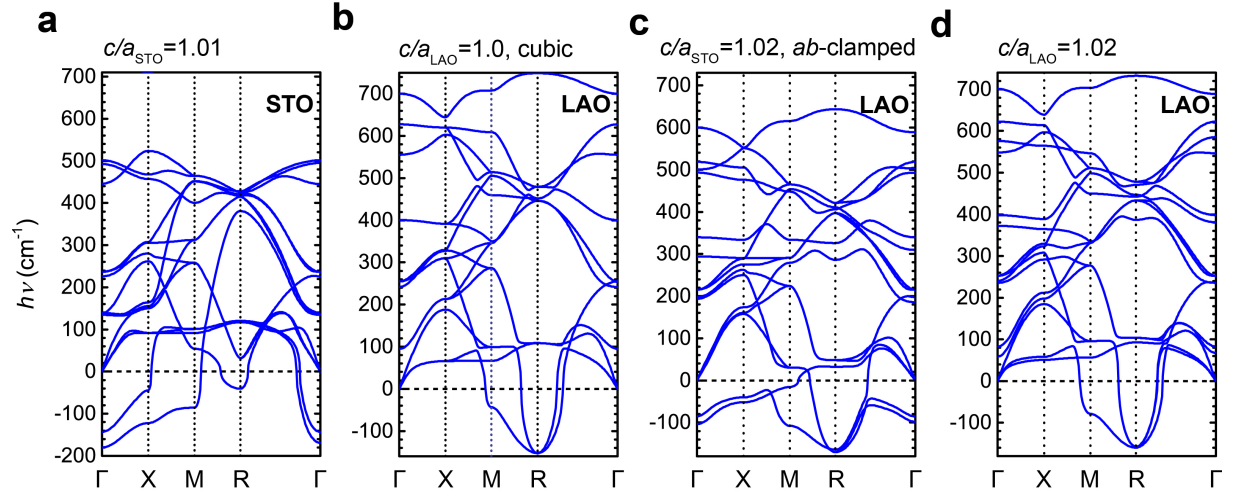 a
c/aSTO=1.01
STO
hν (cm-1)
700
600
500
400
300
200
100
0
-100
-200
Γ X M R Γ
b
c/aLAO=1.0, cubic
LAO
700
600
500
400
300
200
100
0
-100
Γ X M R Γ
c
c/aSTO=1.02, ab-clamped
LAO
700
600
500
400
300
200
100
0
-100
Γ X M R Γ
d
c/aLAO=1.02
LAO
700
600
500
400
300
200
100
0
-100
Γ X M R Γ